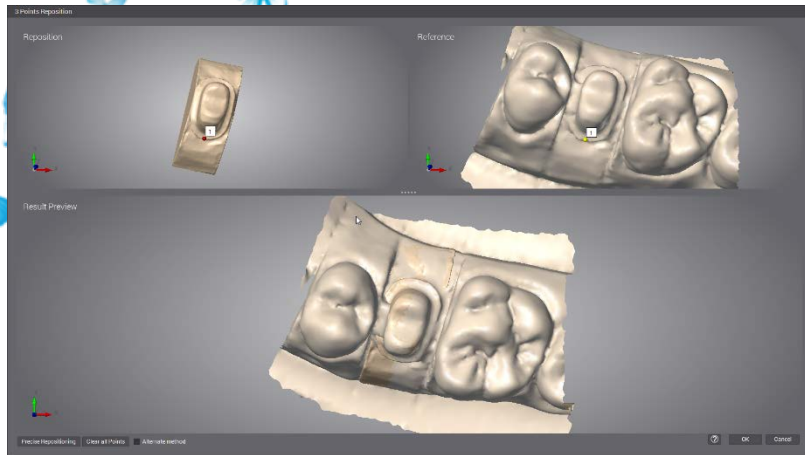 3 Points Reposition
Reposition
Reference
1
1
Result Preview
Precise Repositioning
Clear all Points
Alternate method
?
OK
Cancel